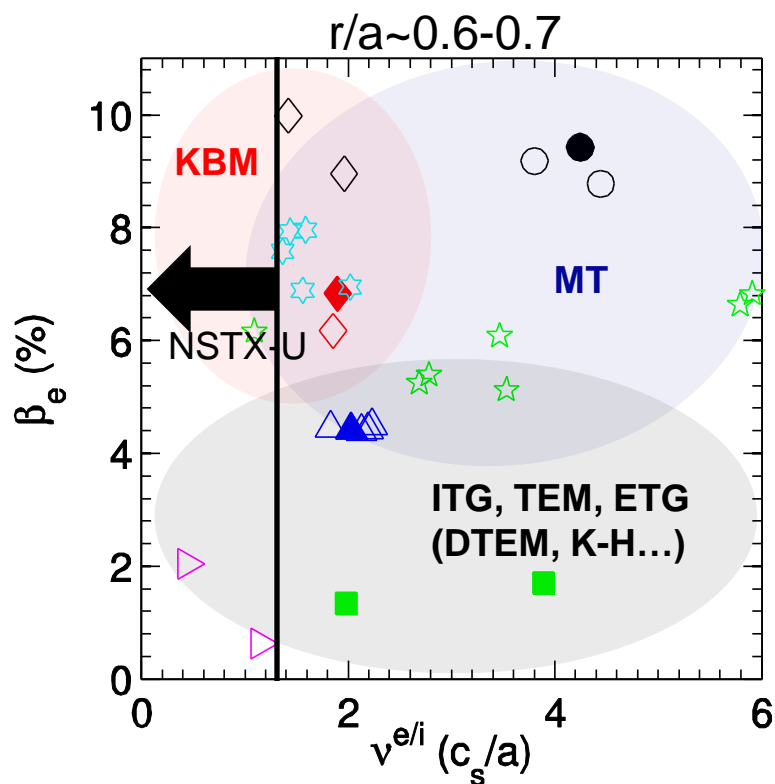 r/a~0.6-0.7
10
8
6
4
2
0
β_e (%)
KBM
MT
NSTX-U
ITG, TEM, ETG
(DTEM, K-H…)
0 2 4 6
ν^{e/i} (c_s/a)